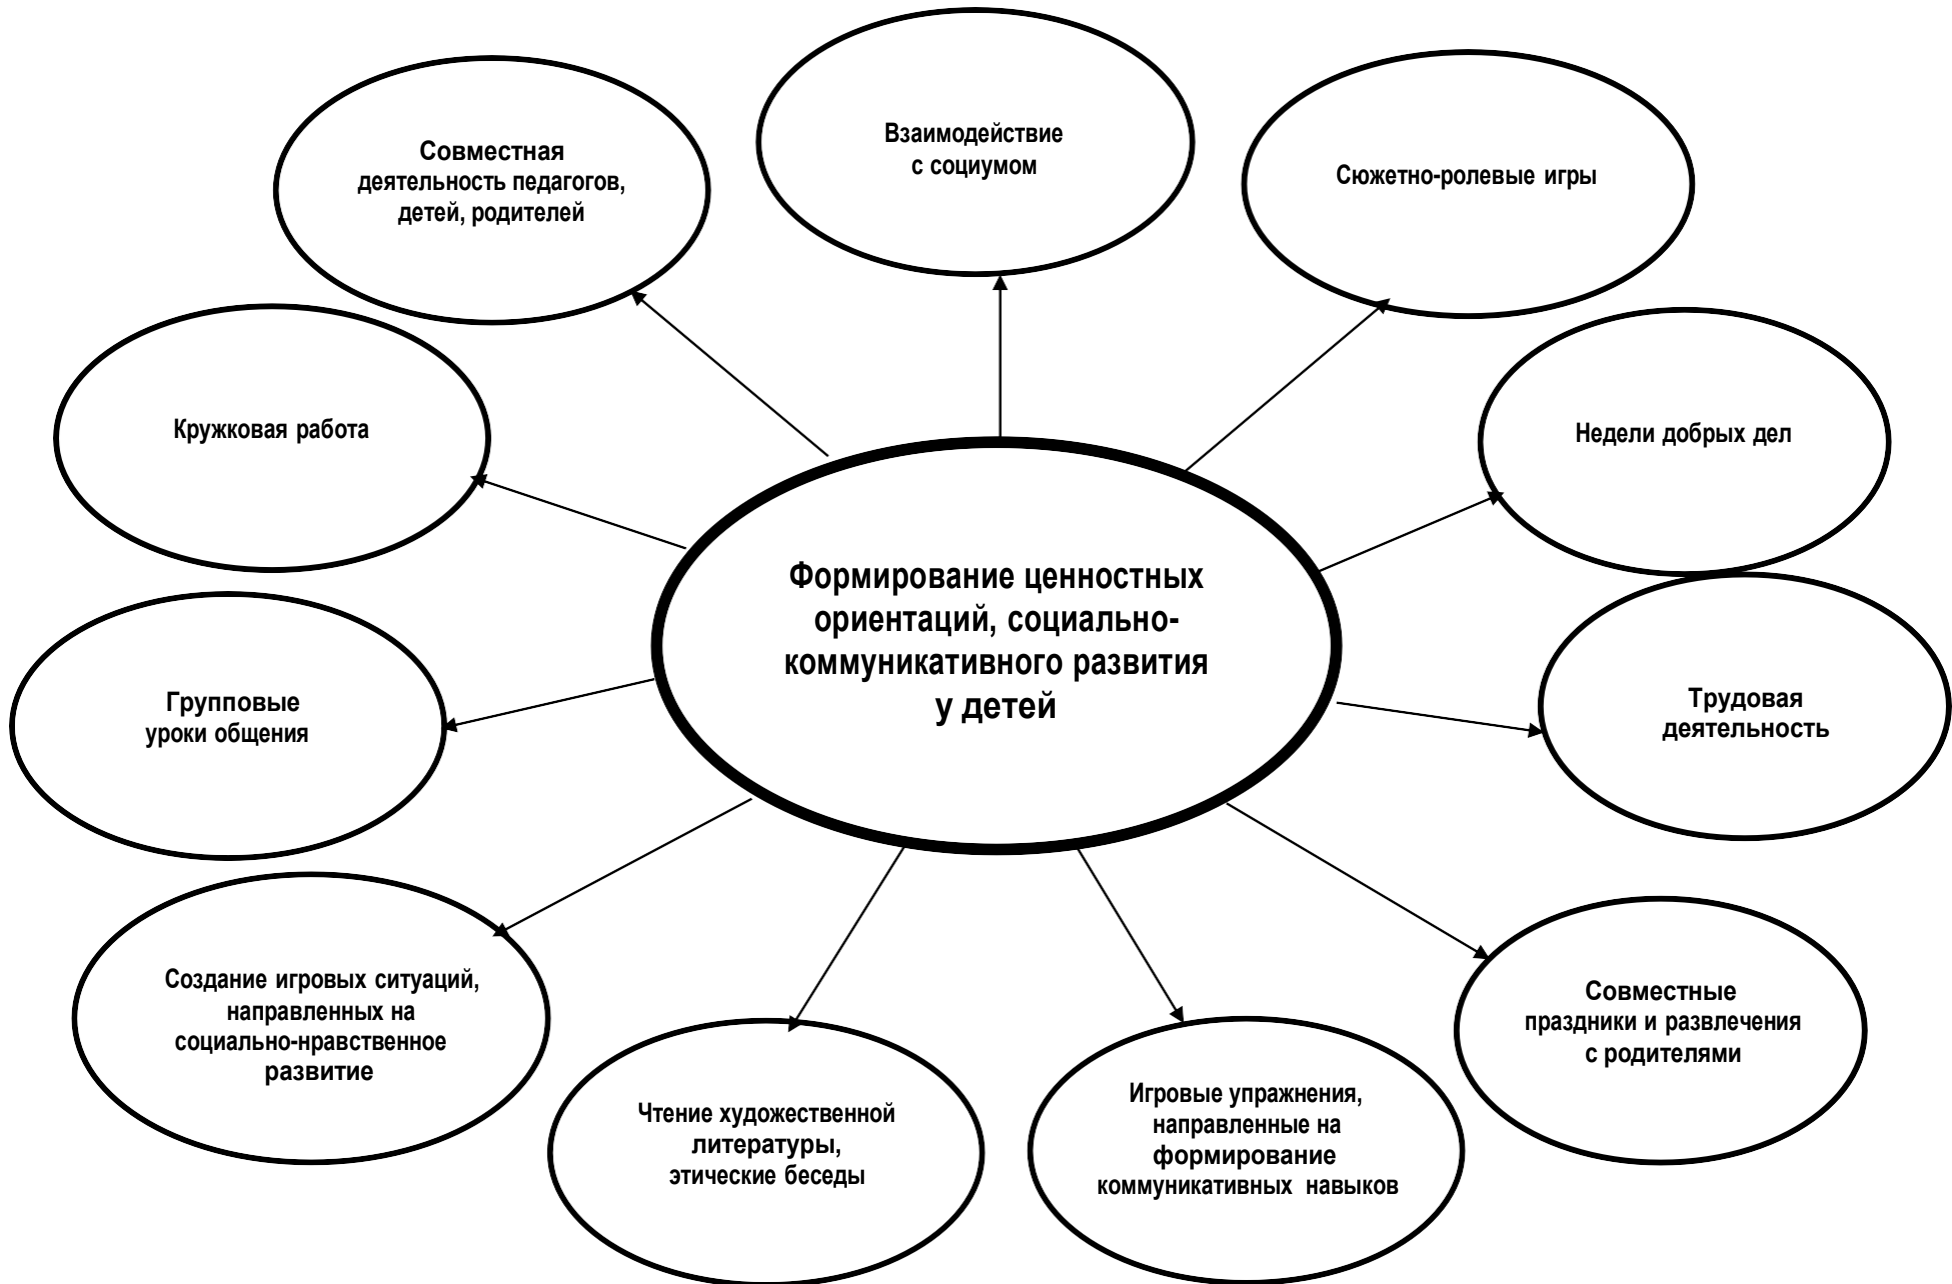 Взаимодействие
с социумом
Совместная
деятельность педагогов,
детей, родителей
Сюжетно-ролевые игры
Кружковая работа
Недели добрых дел
Формирование ценностных
ориентаций, социально-
коммуникативного развития
у детей
Групповые
уроки общения
Трудовая
деятельность
Создание игровых ситуаций,
направленных на
социально-нравственное
развитие
Совместные
праздники и развлечения
с родителями
Чтение художественной
литературы,
этические беседы
Игровые упражнения,
направленные на
формирование
коммуникативных навыков